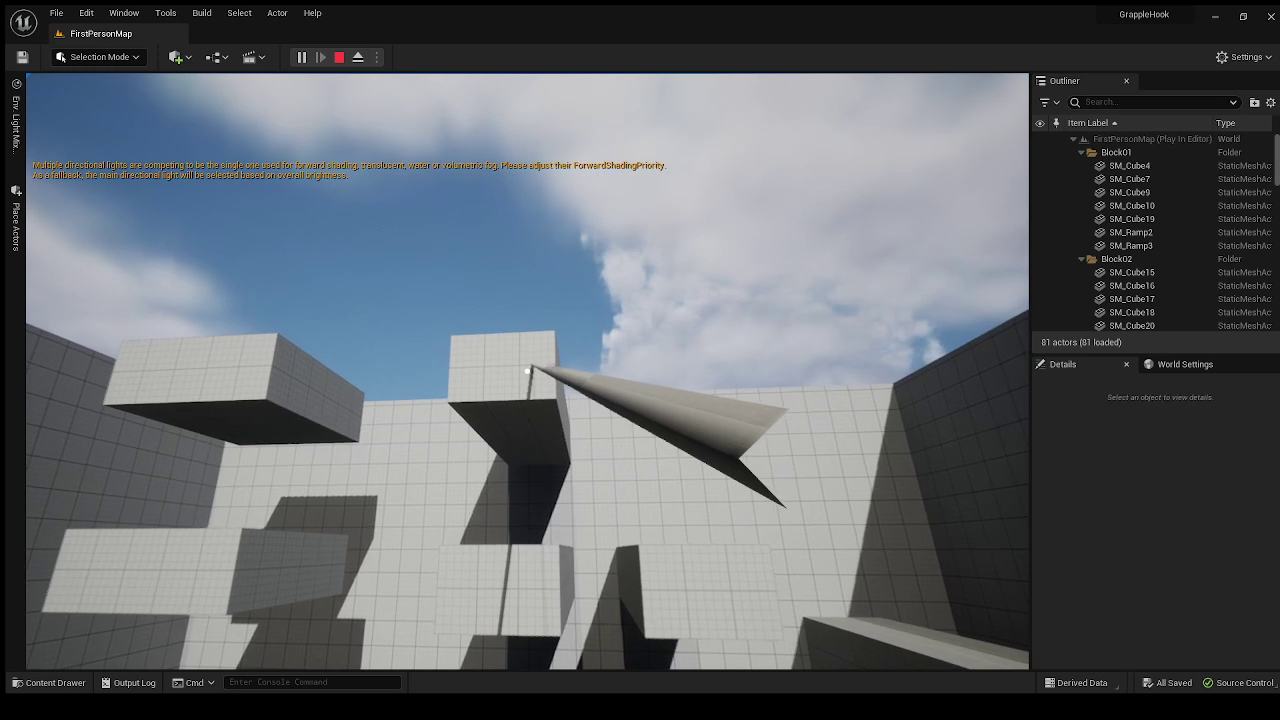 File Edit Window Tools Build Select Actor Help
GrappleHook
FirstPersonMap
Selection Mode
Settings
Env. Light Mix...
Place Actors
Multiple directional lights are competing to be the single one used for forward shading, translucent, water or volumetric fog. Please adjust their ForwardShadingPriority.
As a fallback, the main directional light will be selected based on overall brightness.
Outliner
Search...
Item Label Type
FirstPersonMap (Play In Editor) World
Block01 Folder
SM_Cube4 StaticMeshAc
SM_Cube7 StaticMeshAc
SM_Cube9 StaticMeshAc
SM_Cube10 StaticMeshAc
SM_Cube19 StaticMeshAc
SM_Ramp2 StaticMeshAc
SM_Ramp3 StaticMeshAc
Block02 Folder
SM_Cube15 StaticMeshAc
SM_Cube16 StaticMeshAc
SM_Cube17 StaticMeshAc
SM_Cube18 StaticMeshAc
SM_Cube20 StaticMeshAc
81 actors (81 loaded)
Details World Settings
Select an object to view details.
Content Drawer Output Log Cmd Enter Console Command
Derived Data All Saved Source Control